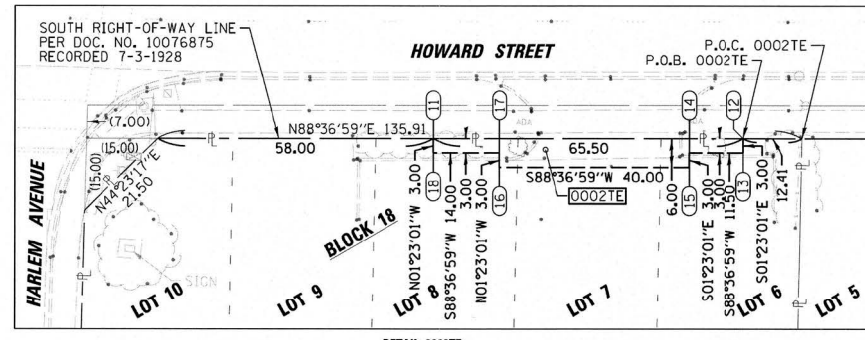 SOUTH RIGHT-OF-WAY LINE
PER DOC. NO. 10076875
RECORDED 7-3-1928
HOWARD STREET
P.O.C. 0002TE
P.O.B. 0002TE
11
17
14
12
ADA
(7.00)
N88°36'59"E 135.91
(15.00)
58.00
65.50
(15.00)
N44°23'17"E
21.50
S88°36'59"W 40.00
0002TE
18
16
15
13
N01°23'01"W 3.00
S88°36'59"W 14.00
3.00
N01°23'01"W 3.00
6.00
S01°23'01"E 3.00
3.00
S88°36'59"W 11.50
S01°23'01"E 3.00
12.41
BLOCK 18
HARLEM AVENUE
SIGN
LOT 10
LOT 9
LOT 8
LOT 7
LOT 6
LOT 5